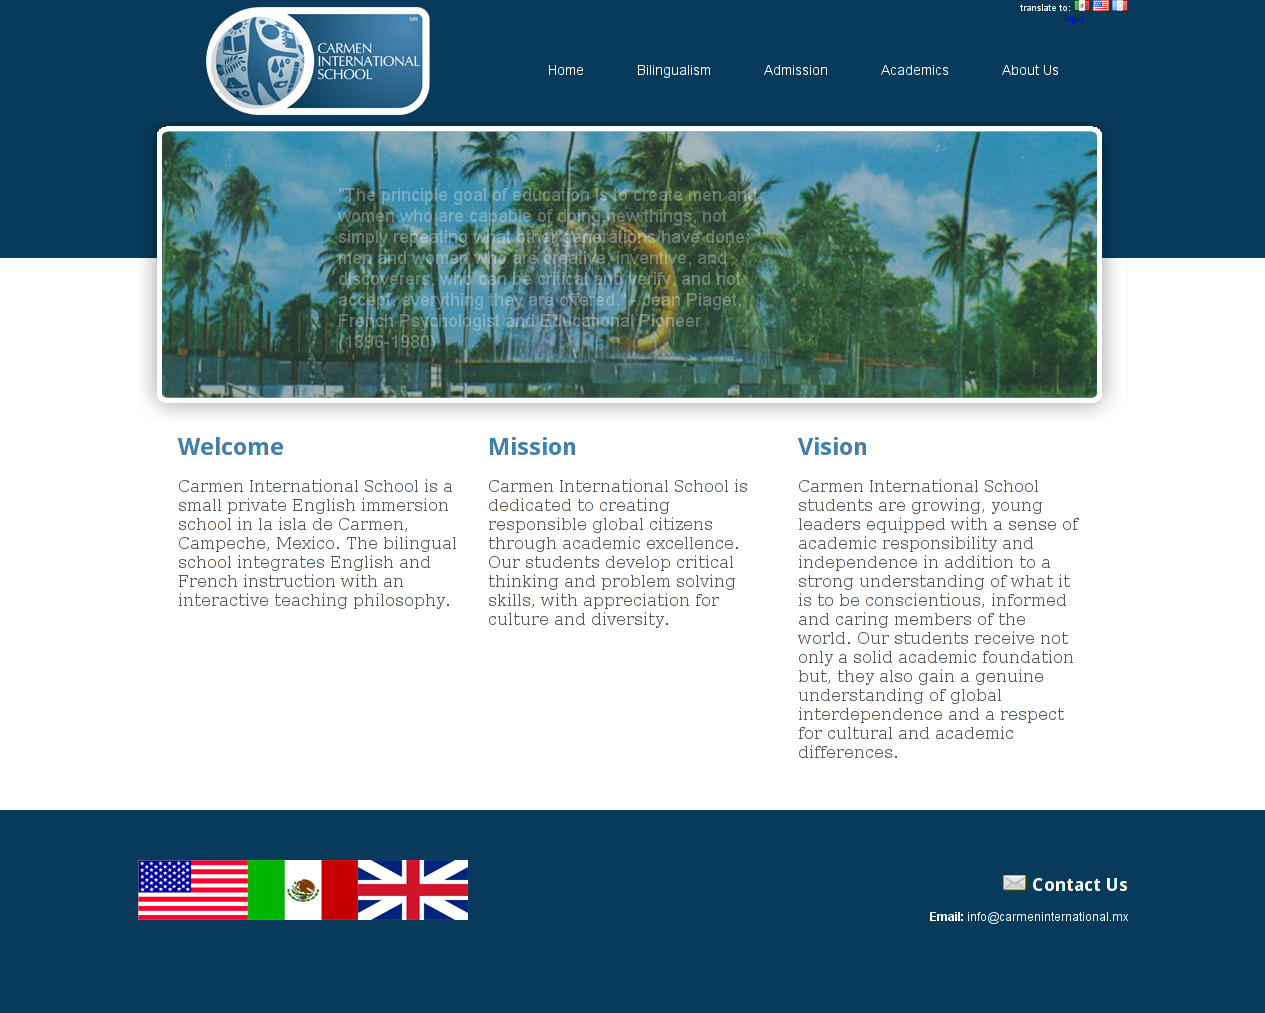 translate to:
login
MR
CARMEN
INTERNATIONAL
SCHOOL
Home Bilingualism Admission Academics About Us
"The principle goal of education is to create men and
women who are capable of doing new things, not
simply repeating what other generations have done;
men and women who are creative, inventive, and
discoverers, who can be critical and verify, and not
accept, everything they are offered." - Jean Piaget,
French Psychologist and Educational Pioneer
(1896-1980)
Welcome
Carmen International School is a
small private English immersion
school in la isla de Carmen,
Campeche, Mexico. The bilingual
school integrates English and
French instruction with an
interactive teaching philosophy.
Mission
Carmen International School is
dedicated to creating
responsible global citizens
through academic excellence.
Our students develop critical
thinking and problem solving
skills, with appreciation for
culture and diversity.
Vision
Carmen International School
students are growing, young
leaders equipped with a sense of
academic responsibility and
independence in addition to a
strong understanding of what it
is to be conscientious, informed
and caring members of the
world. Our students receive not
only a solid academic foundation
but, they also gain a genuine
understanding of global
interdependence and a respect
for cultural and academic
differences.
Contact Us
Email: info@carmeninternational.mx